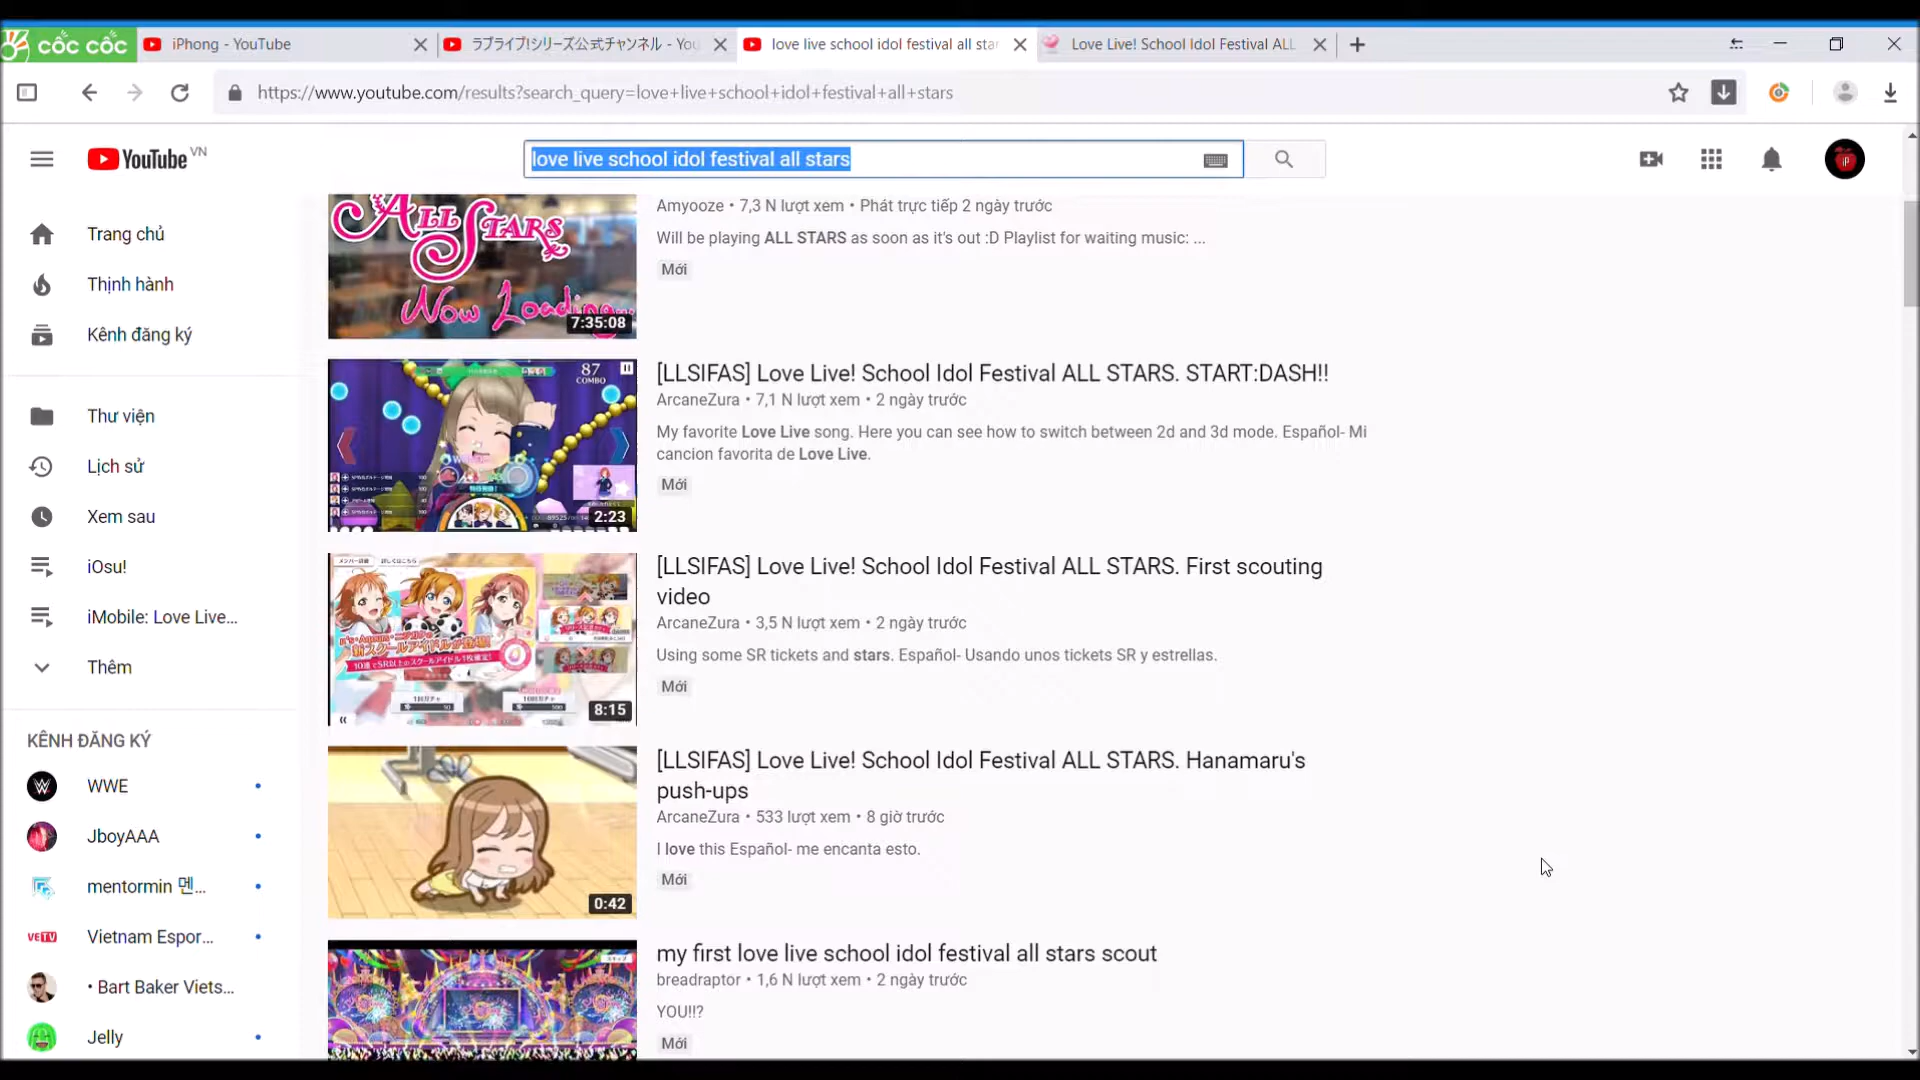 cốc cốc
iPhong - YouTube
ラブライブ!シリーズ公式チャンネル - You
love live school idol festival all star
Love Live! School Idol Festival ALL
https://www.youtube.com/results?search_query=love+live+school+idol+festival+all+stars
YouTube VN
love live school idol festival all stars
Trang chủ
Thịnh hành
Kênh đăng ký
Thư viện
Lịch sử
Xem sau
iOsu!
iMobile: Love Live...
Thêm
KÊNH ĐĂNG KÝ
WWE
JboyAAA
mentormin 멘...
VETV
Vietnam Espor...
• Bart Baker Viets...
Jelly
ALL STARS
Now Loading...
7:35:08
Amyooze • 7,3 N lượt xem • Phát trực tiếp 2 ngày trước
Will be playing ALL STARS as soon as it's out :D Playlist for waiting music: ...
Mới
87
COMBO
2:23
[LLSIFAS] Love Live! School Idol Festival ALL STARS. START:DASH!!
ArcaneZura • 7,1 N lượt xem • 2 ngày trước
My favorite Love Live song. Here you can see how to switch between 2d and 3d mode. Español- Mi
cancion favorita de Love Live.
Mới
8:15
[LLSIFAS] Love Live! School Idol Festival ALL STARS. First scouting
video
ArcaneZura • 3,5 N lượt xem • 2 ngày trước
Using some SR tickets and stars. Español- Usando unos tickets SR y estrellas.
Mới
0:42
[LLSIFAS] Love Live! School Idol Festival ALL STARS. Hanamaru's
push-ups
ArcaneZura • 533 lượt xem • 8 giờ trước
I love this Español- me encanta esto.
Mới
my first love live school idol festival all stars scout
breadraptor • 1,6 N lượt xem • 2 ngày trước
YOU!!?
Mới